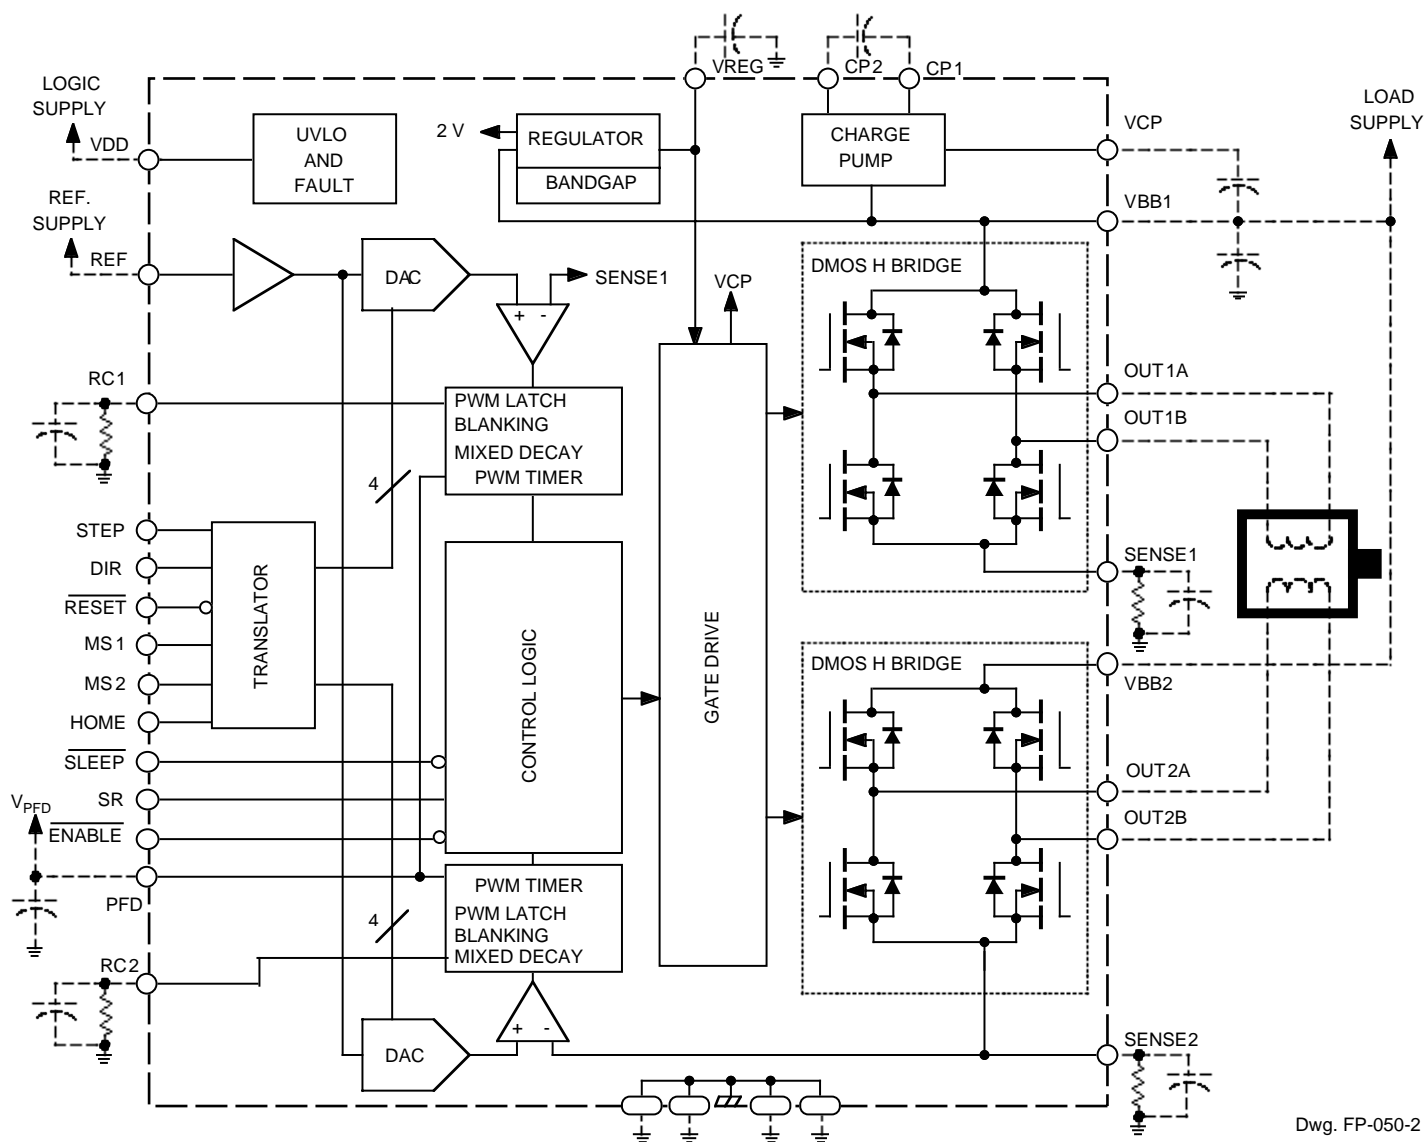 LOGIC
SUPPLY
VDD
UVLO
AND
FAULT
2 V
REGULATOR
BANDGAP
VREG
CP2
CP1
CHARGE
PUMP
VCP
LOAD
SUPPLY
VBB1
REF.
SUPPLY
REF
DAC
+ -
SENSE1
VCP
DMOS H BRIDGE
RC1
PWM LATCH
BLANKING
MIXED DECAY
PWM TIMER
4
OUT1A
OUT1B
STEP
DIR
RESET
MS1
MS2
HOME
TRANSLATOR
CONTROL LOGIC
GATE DRIVE
SENSE1
DMOS H BRIDGE
VBB2
SLEEP
SR
VPFD
ENABLE
PFD
OUT2A
OUT2B
PWM TIMER
PWM LATCH
BLANKING
MIXED DECAY
4
RC2
DAC
+ -
SENSE2
Dwg. FP-050-2